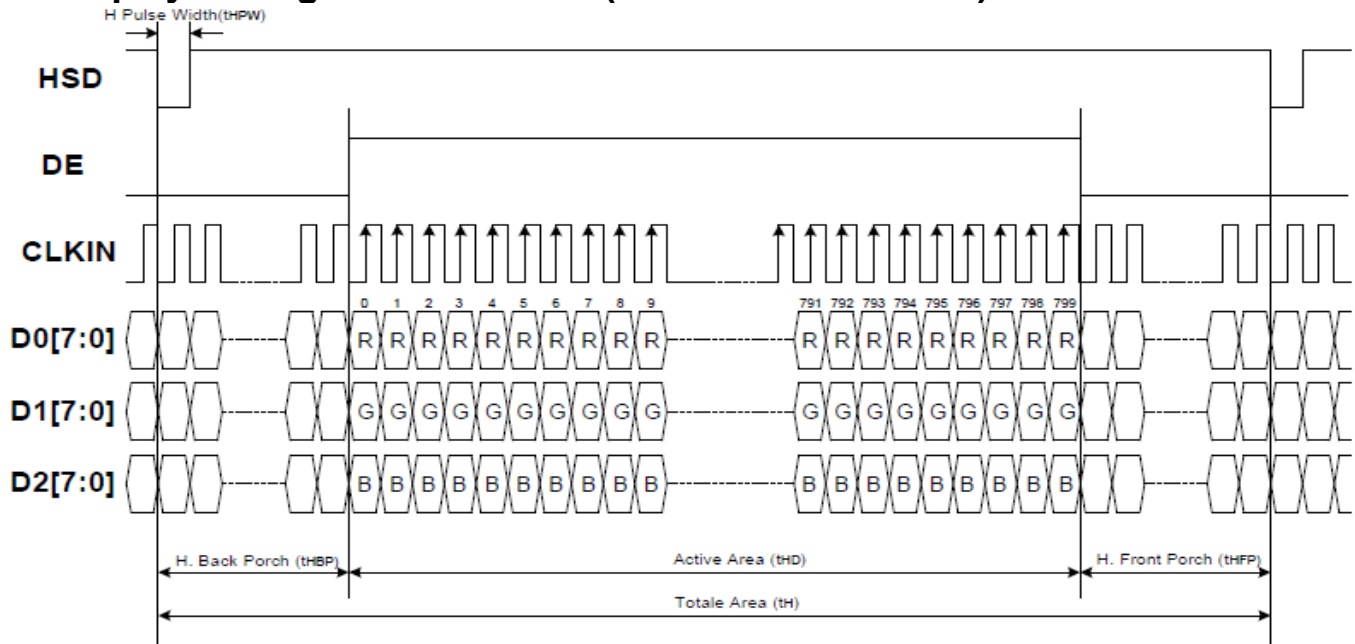 H Pulse Width(tHPW)
HSD
DE
CLKIN
0 1 2 3 4 5 6 7 8 9 791 792 793 794 795 796 797 798 799
D0[7:0] R R R R R R R R R R R R R R R R R R R
D1[7:0] G G G G G G G G G G G G G G G G G G G
D2[7:0] B B B B B B B B B B B B B B B B B B B
H. Back Porch (tHBP) Active Area (tHD) H. Front Porch (tHFP)
Totale Area (tH)